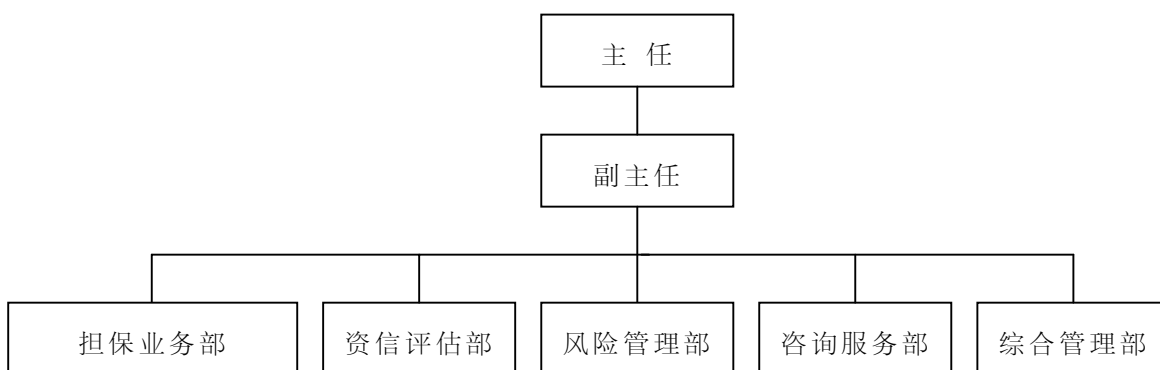 主 任
副主任
担保业务部
资信评估部
风险管理部
咨询服务部
综合管理部